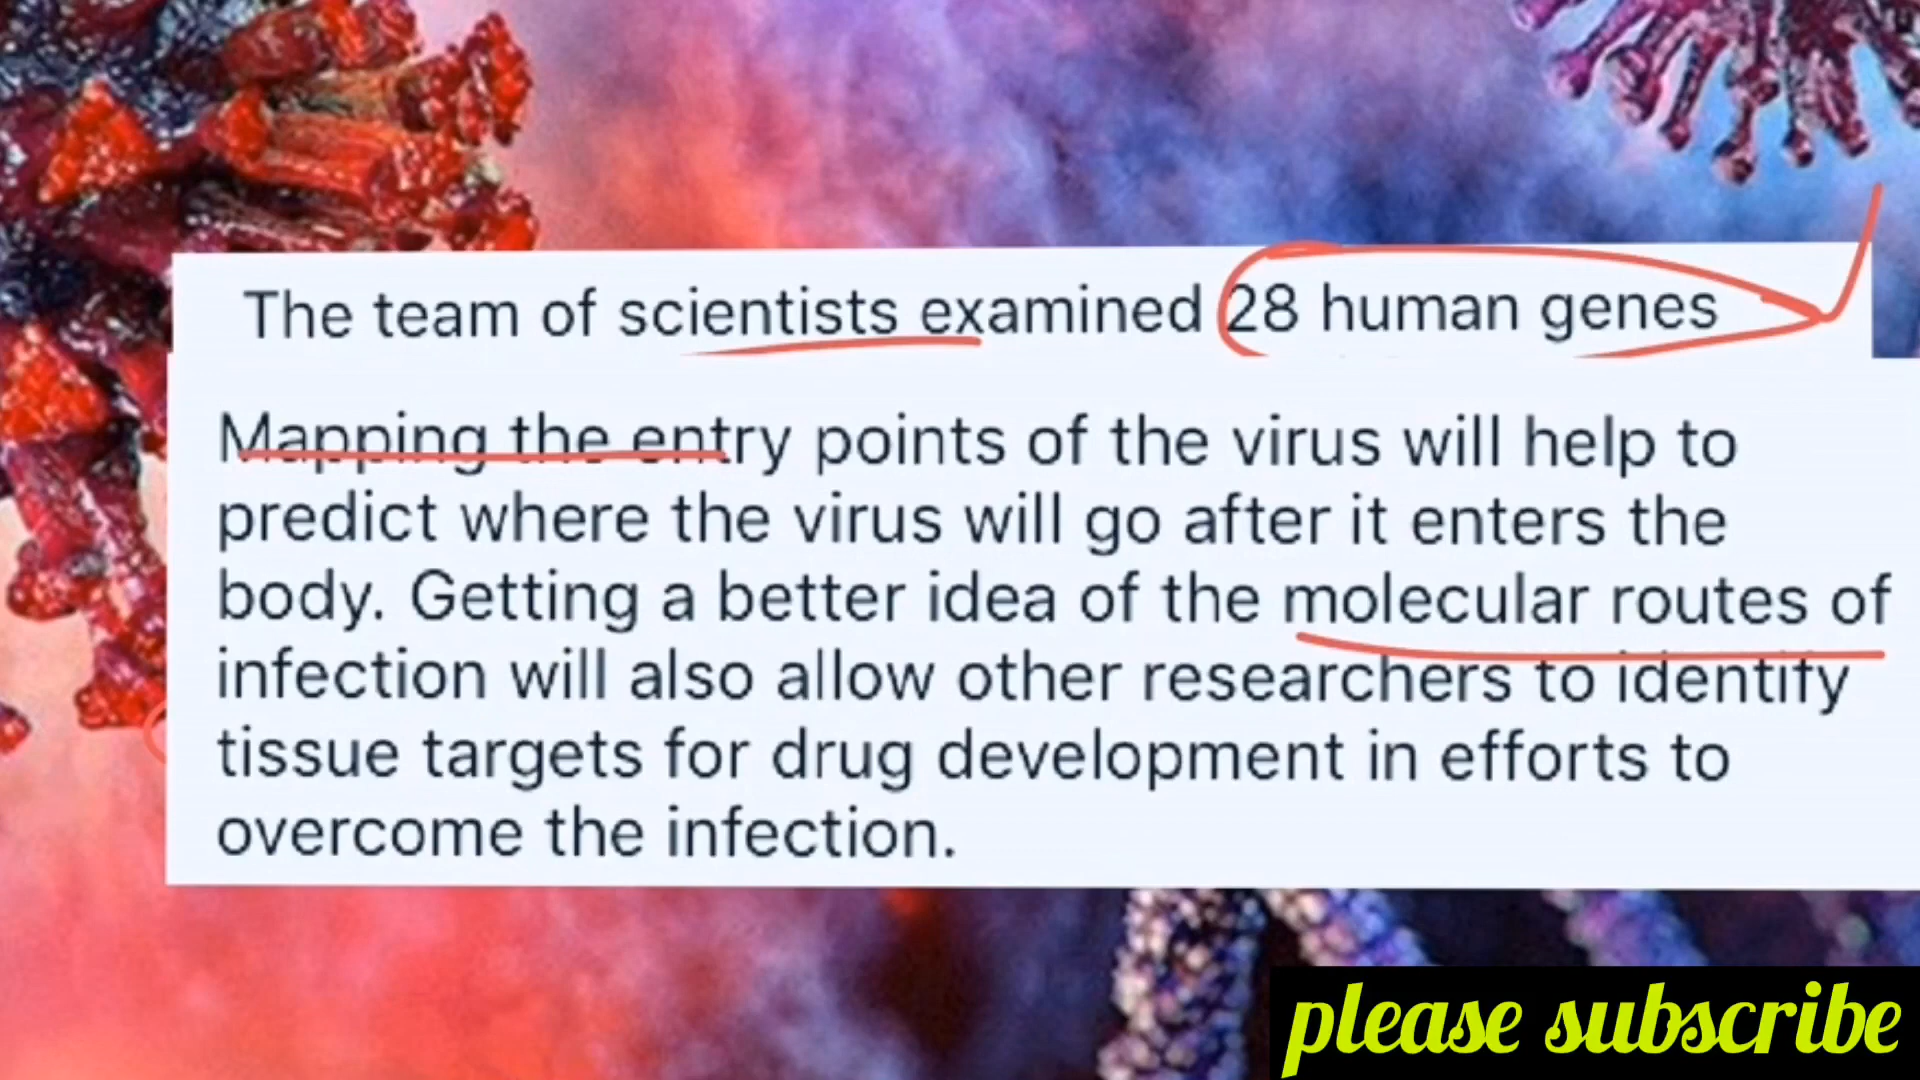 The team of scientists examined 28 human genes
Mapping the entry points of the virus will help to
predict where the virus will go after it enters the
body. Getting a better idea of the molecular routes of
infection will also allow other researchers to identify
tissue targets for drug development in efforts to
overcome the infection.
please subscribe